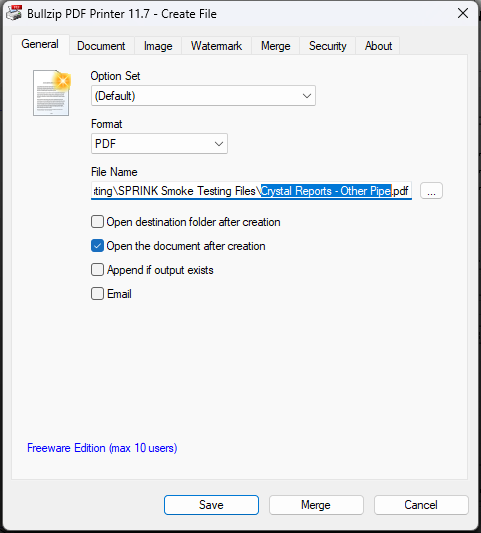 Bullzip PDF Printer 11.7 - Create File
General Document Image Watermark Merge Security About
Option Set
(Default)
Format
PDF
File Name
ting\SPRINK Smoke Testing Files\Crystal Reports - Other Pipe.pdf
...
Open destination folder after creation
Open the document after creation
Append if output exists
Email
Freeware Edition (max 10 users)
Save Merge Cancel